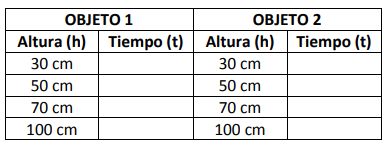 OBJETO 1 OBJETO 2
Altura (h) Tiempo (t) Altura (h) Tiempo (t)
30 cm 30 cm
50 cm 50 cm
70 cm 70 cm
100 cm 100 cm